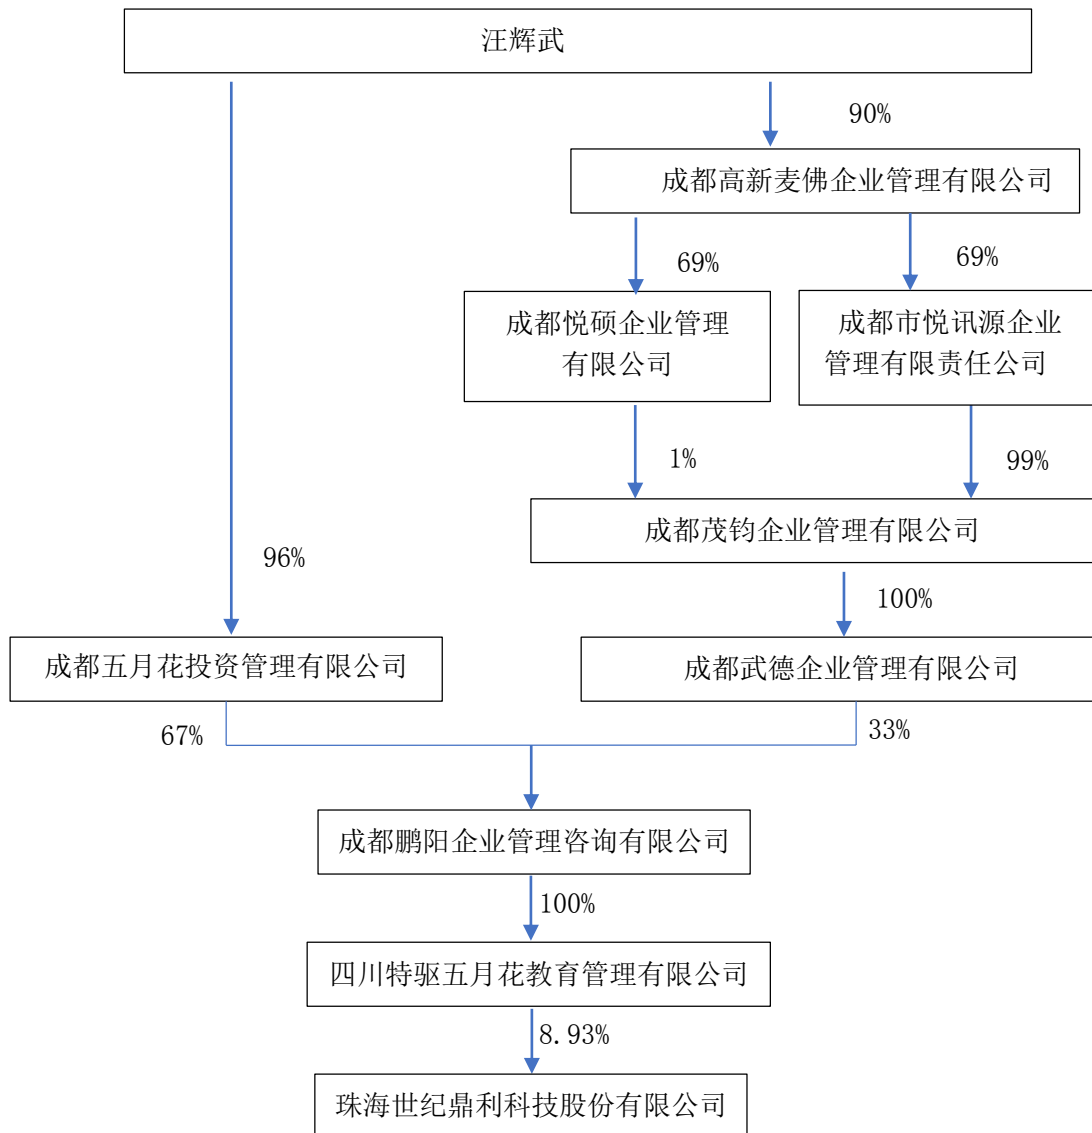 汪辉武
90%
成都高新麦佛企业管理有限公司
69%
69%
成都悦硕企业管理
有限公司
成都市悦讯源企业
管理有限责任公司
1%
99%
成都茂钧企业管理有限公司
96%
100%
成都五月花投资管理有限公司
成都武德企业管理有限公司
67%
33%
成都鹏阳企业管理咨询有限公司
100%
四川特驱五月花教育管理有限公司
8.93%
珠海世纪鼎利科技股份有限公司